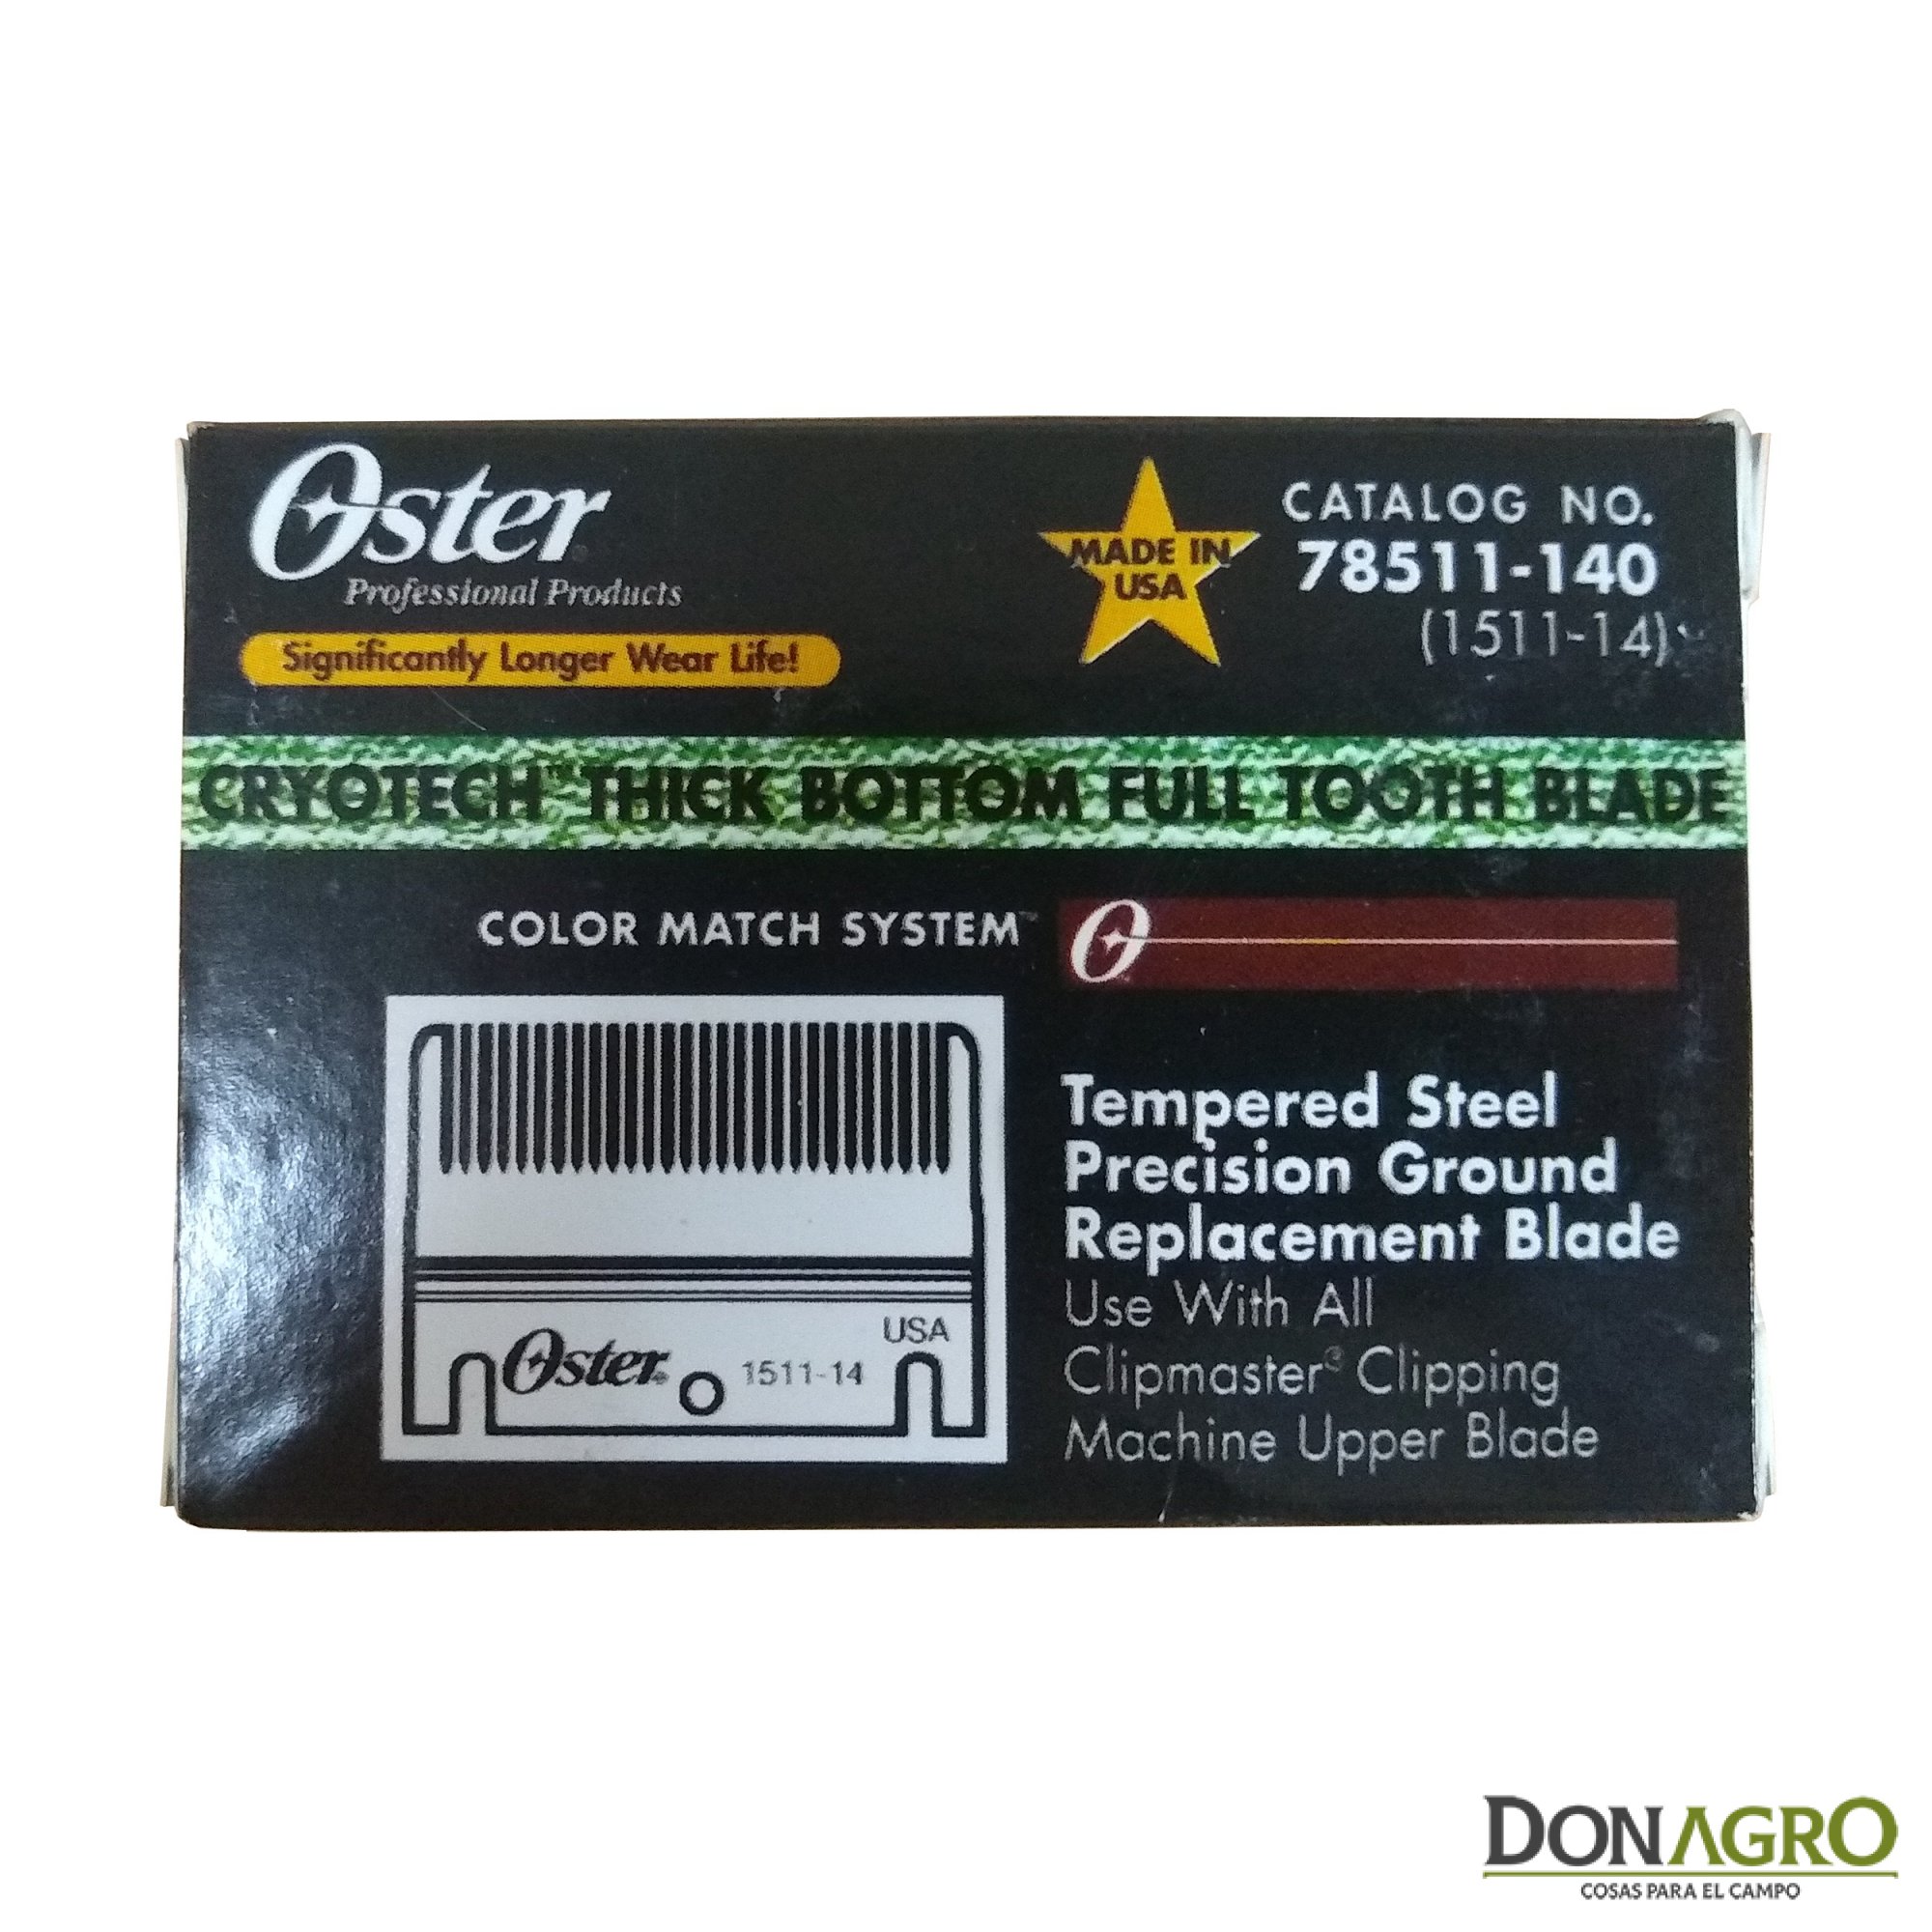 Oster
Professional Products
Significantly Longer Wear Life!
MADE IN
USA
CATALOG NO.
78511-140
(1511-14)
CRYOTECH™ THICK BOTTOM FULL TOOTH BLADE
COLOR MATCH SYSTEM™
Tempered Steel
Precision Ground
Replacement Blade
Use With All
Clipmaster® Clipping
Machine Upper Blade
USA
Oster® 1511-14
DONAGRO
COSAS PARA EL CAMPO